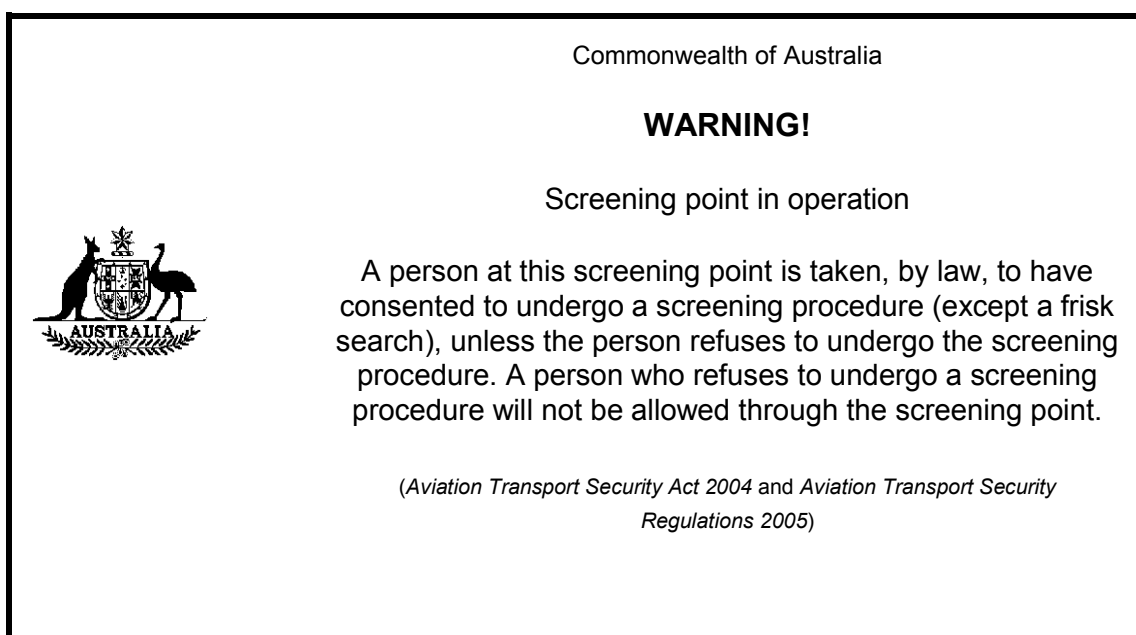 Commonwealth of Australia
WARNING!
Screening point in operation
A person at this screening point is taken, by law, to have
consented to undergo a screening procedure (except a frisk
search), unless the person refuses to undergo the screening
procedure. A person who refuses to undergo a screening
procedure will not be allowed through the screening point.
AUSTRALIA
(Aviation Transport Security Act 2004 and Aviation Transport Security
Regulations 2005)